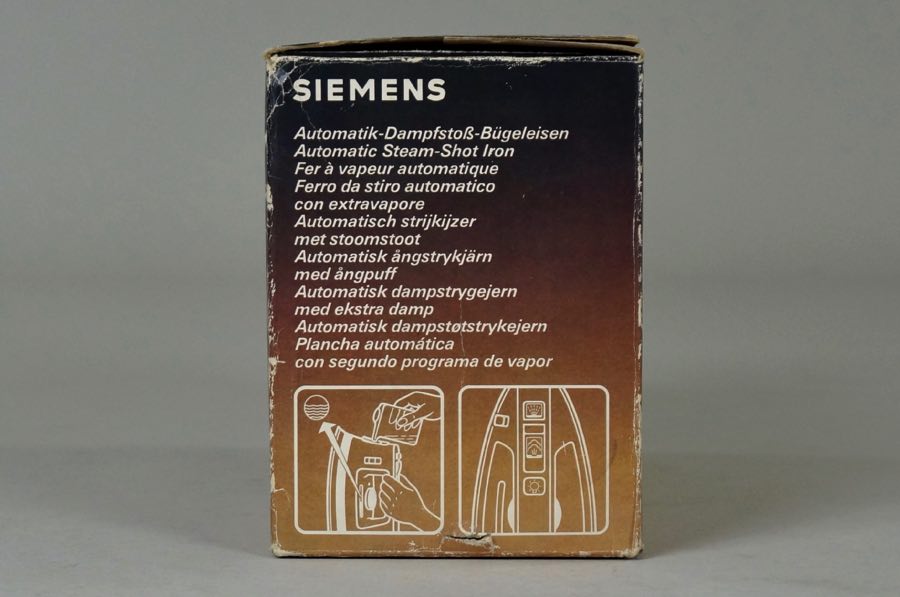 SIEMENS
Automatik-Dampfstoß-Bügeleisen
Automatic Steam-Shot Iron
Fer à vapeur automatique
Ferro da stiro automatico
con extravapore
Automatisch strijkijzer
met stoomstoot
Automatisk ångstrykjärn
med ångpuff
Automatisk dampstrygejern
med ekstra damp
Automatisk dampstøtstrykejern
Plancha automática
con segundo programa de vapor